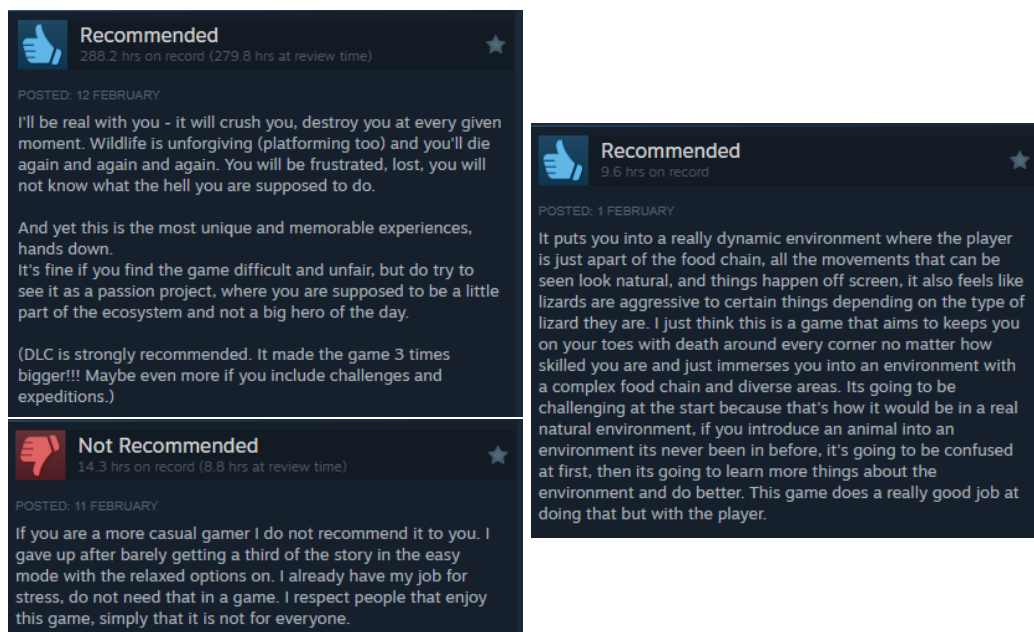 Recommended
288.2 hrs on record (279.8 hrs at review time)
POSTED: 12 FEBRUARY
I'll be real with you - it will crush you, destroy you at every given
moment. Wildlife is unforgiving (platforming too) and you'll die
again and again and again. You will be frustrated, lost, you will
not know what the hell you are supposed to do.
And yet this is the most unique and memorable experiences,
hands down.
It's fine if you find the game difficult and unfair, but do try to
see it as a passion project, where you are supposed to be a little
part of the ecosystem and not a big hero of the day.
(DLC is strongly recommended. It made the game 3 times
bigger!!! Maybe even more if you include challenges and
expeditions.)
Not Recommended
14.3 hrs on record (8.8 hrs at review time)
POSTED: 11 FEBRUARY
If you are a more casual gamer I do not recommend it to you. I
gave up after barely getting a third of the story in the easy
mode with the relaxed options on. I already have my job for
stress, do not need that in a game. I respect people that enjoy
this game, simply that it is not for everyone.
Recommended
9.6 hrs on record
POSTED: 1 FEBRUARY
It puts you into a really dynamic environment where the player
is just apart of the food chain, all the movements that can be
seen look natural, and things happen off screen, it also feels like
lizards are aggressive to certain things depending on the type of
lizard they are. I just think this is a game that aims to keeps you
on your toes with death around every corner no matter how
skilled you are and just immerses you into an environment with
a complex food chain and diverse areas. Its going to be
challenging at the start because that's how it would be in a real
natural environment, if you introduce an animal into an
environment its never been in before, it's going to be confused
at first, then its going to learn more things about the
environment and do better. This game does a really good job at
doing that but with the player.